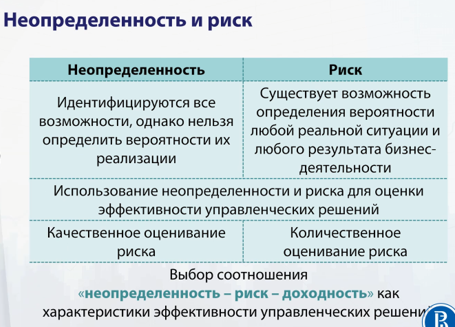 Неопределенность и риск
Неопределенность
Риск
Идентифицируются все
возможности, однако нельзя
определить вероятности их
реализации
Существует возможность
определения вероятности
любой реальной ситуации и
любого результата бизнес-
деятельности
Использование неопределенности и риска для оценки
эффективности управленческих решений
Качественное оценивание
риска
Количественное
оценивание риска
Выбор соотношения
«неопределенность – риск – доходность» как
характеристики эффективности управленческих